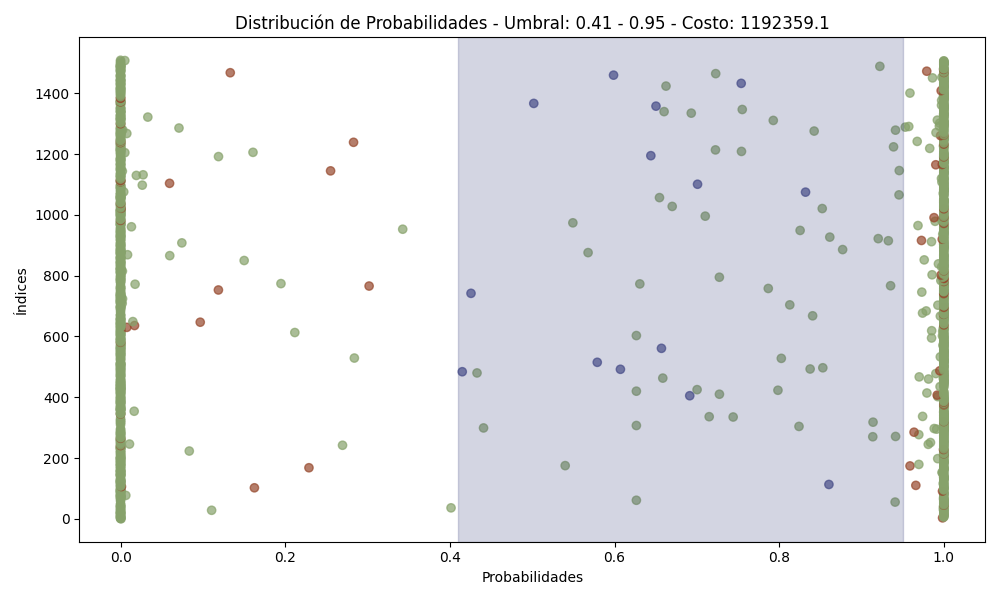 Distribución de Probabilidades - Umbral: 0.41 - 0.95 - Costo: 1192359.1
Índices
1400
1200
1000
800
600
400
200
0
0.0 0.2 0.4 0.6 0.8 1.0
Probabilidades